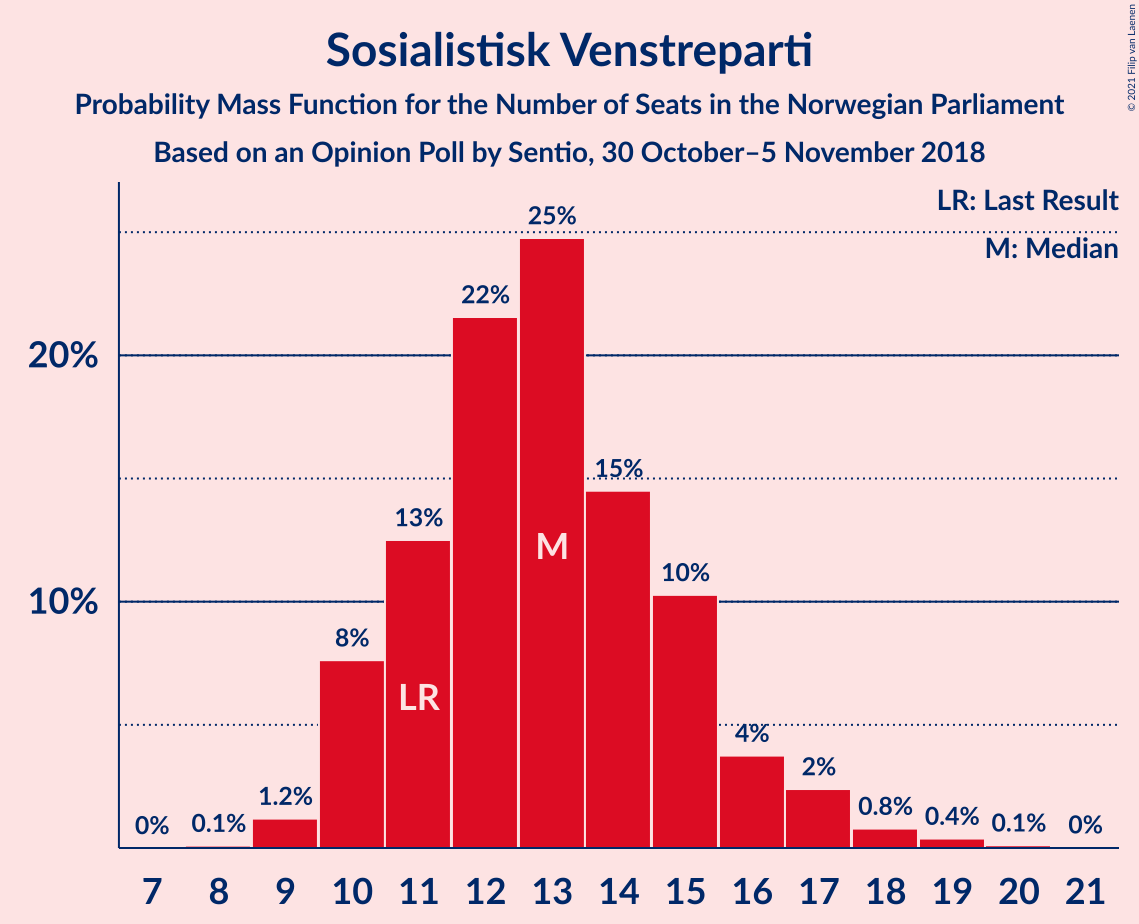 Sosialistisk Venstreparti
Probability Mass Function for the Number of Seats in the Norwegian Parliament
Based on an Opinion Poll by Sentio, 30 October–5 November 2018
© 2021 Filip van Laenen
LR: Last Result
M: Median
20%
10%
0%
0.1%
1.2%
8%
13%
22%
25%
15%
10%
4%
2%
0.8%
0.4%
0.1%
0%
LR
M
7 8 9 10 11 12 13 14 15 16 17 18 19 20 21